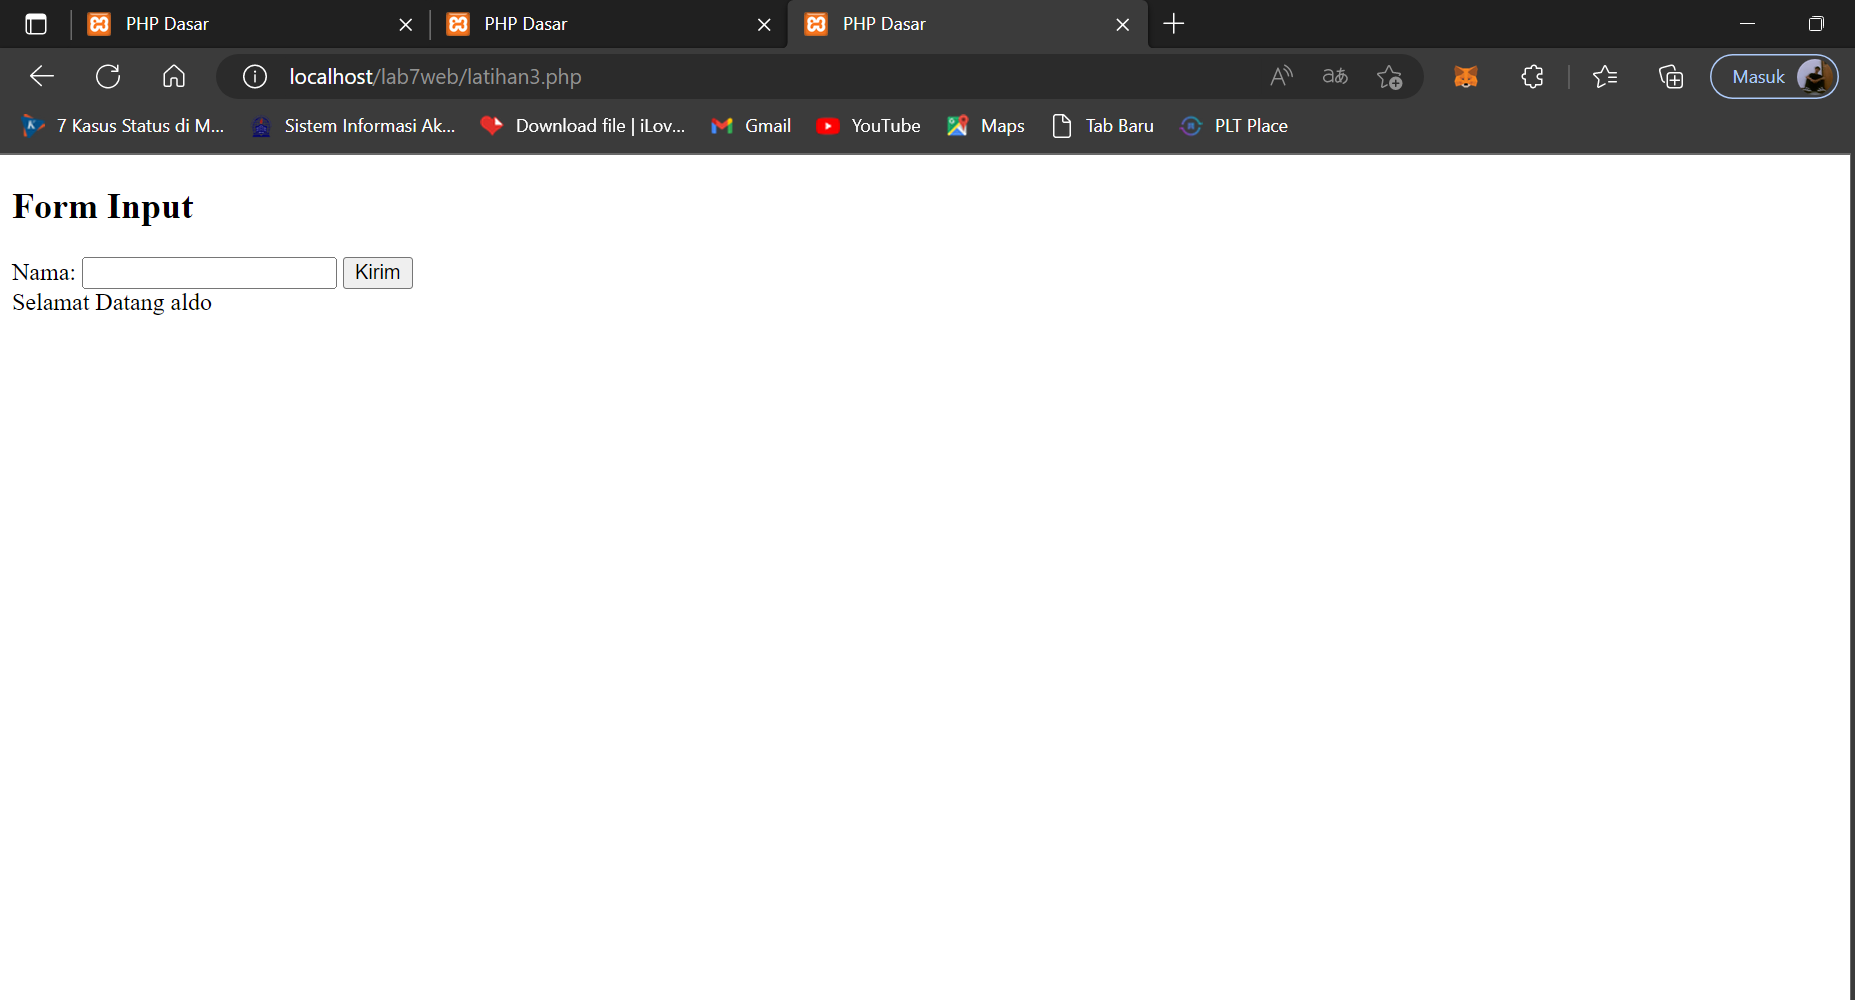 PHP Dasar
PHP Dasar
PHP Dasar
localhost/lab7web/latihan3.php
Masuk
7 Kasus Status di M...
Sistem Informasi Ak...
Download file | iLov...
Gmail
YouTube
Maps
Tab Baru
PLT Place
Form Input
Nama:
Kirim
Selamat Datang aldo